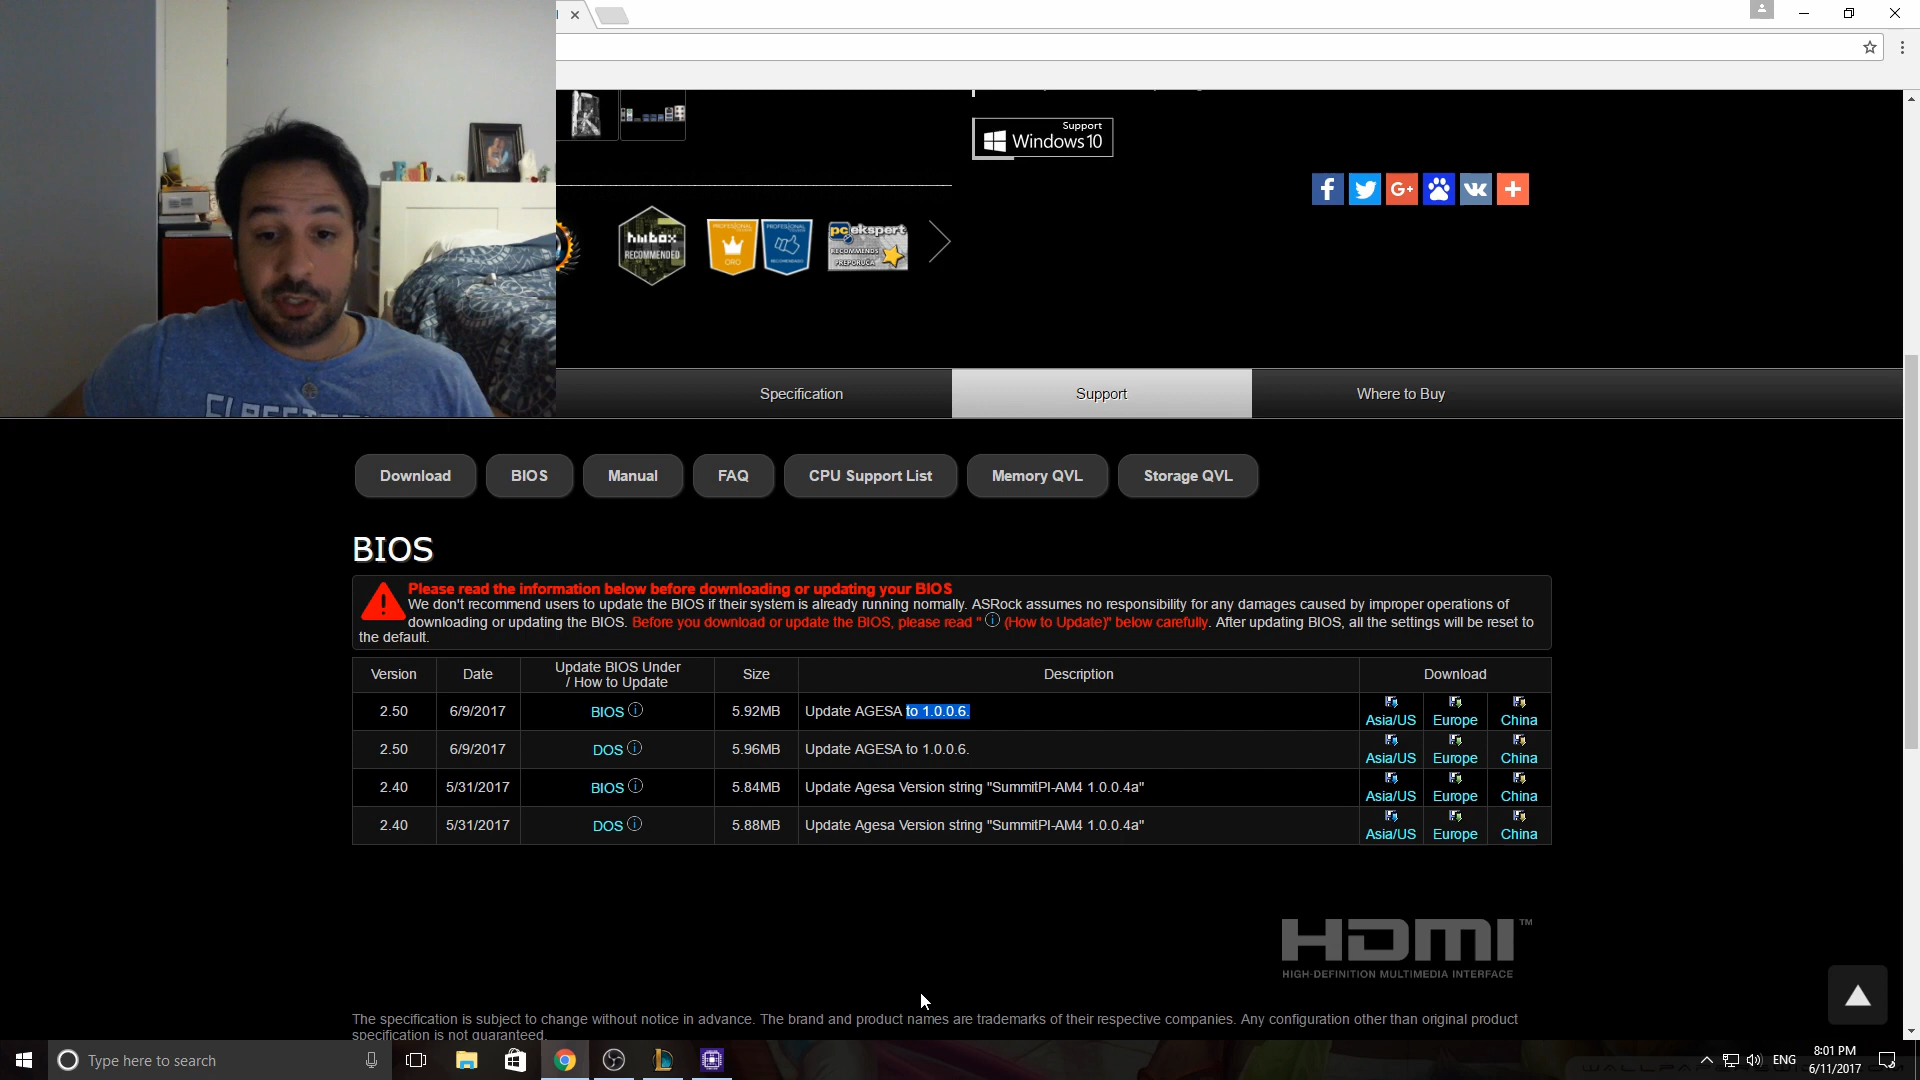 Support
Windows 10
hwbox
RECOMMENDED
PROFESSIONAL
ORO
PROFESSIONAL
RECOMENDADO
pcekspert
RECOMMENDS
PREPORUČA
f
G+
Specification
Support
Where to Buy
Download
BIOS
Manual
FAQ
CPU Support List
Memory QVL
Storage QVL
BIOS
Please read the information below before downloading or updating your BIOS
We don't recommend users to update the BIOS if their system is already running normally. ASRock assumes no responsibility for any damages caused by improper operations of
downloading or updating the BIOS. Before you download or update the BIOS, please read " ⓘ (How to Update)" below carefully. After updating BIOS, all the settings will be reset to
the default.
Version Date Update BIOS Under / How to Update Size Description Download
2.50 6/9/2017 BIOS ⓘ 5.92MB Update AGESA to 1.0.0.6. Asia/US Europe China
2.50 6/9/2017 DOS ⓘ 5.96MB Update AGESA to 1.0.0.6. Asia/US Europe China
2.40 5/31/2017 BIOS ⓘ 5.84MB Update Agesa Version string "SummitPI-AM4 1.0.0.4a" Asia/US Europe China
2.40 5/31/2017 DOS ⓘ 5.88MB Update Agesa Version string "SummitPI-AM4 1.0.0.4a" Asia/US Europe China
HDMI™
HIGH-DEFINITION MULTIMEDIA INTERFACE
The specification is subject to change without notice in advance. The brand and product names are trademarks of their respective companies. Any configuration other than original product
specification is not guaranteed.
Type here to search
ENG
8:01 PM
6/11/2017